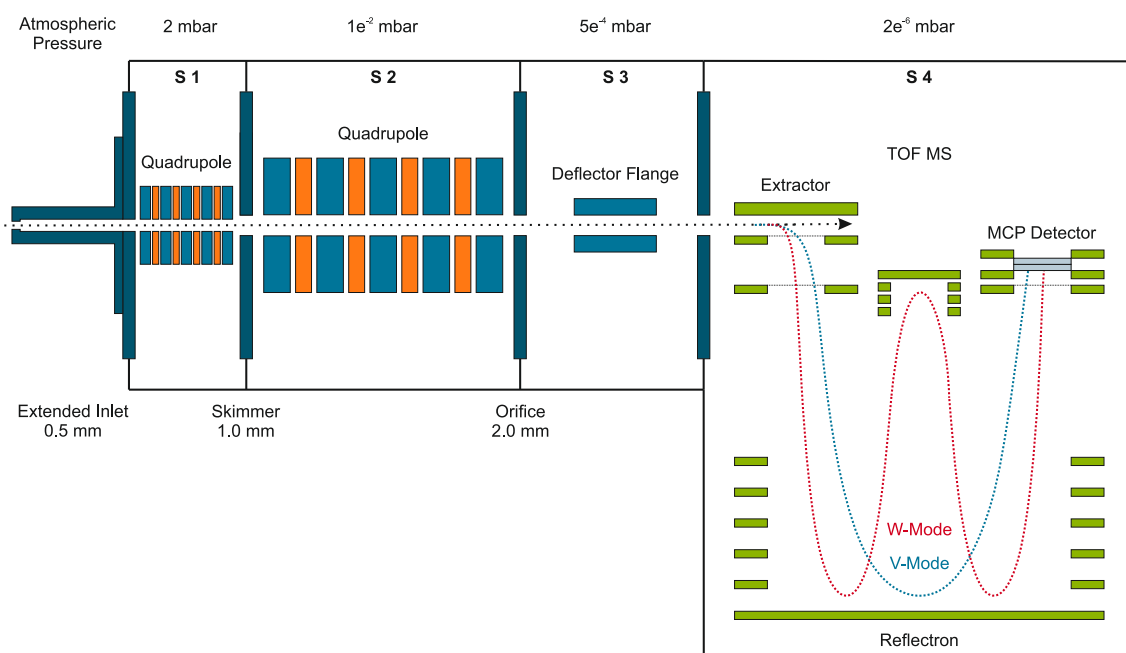 Atmospheric
Pressure
2 mbar
1e⁻² mbar
5e⁻⁴ mbar
2e⁻⁶ mbar
S 1
S 2
S 3
S 4
Quadrupole
Quadrupole
Deflector Flange
TOF MS
Extractor
MCP Detector
Extended Inlet
0.5 mm
Skimmer
1.0 mm
Orifice
2.0 mm
W-Mode
V-Mode
Reflectron